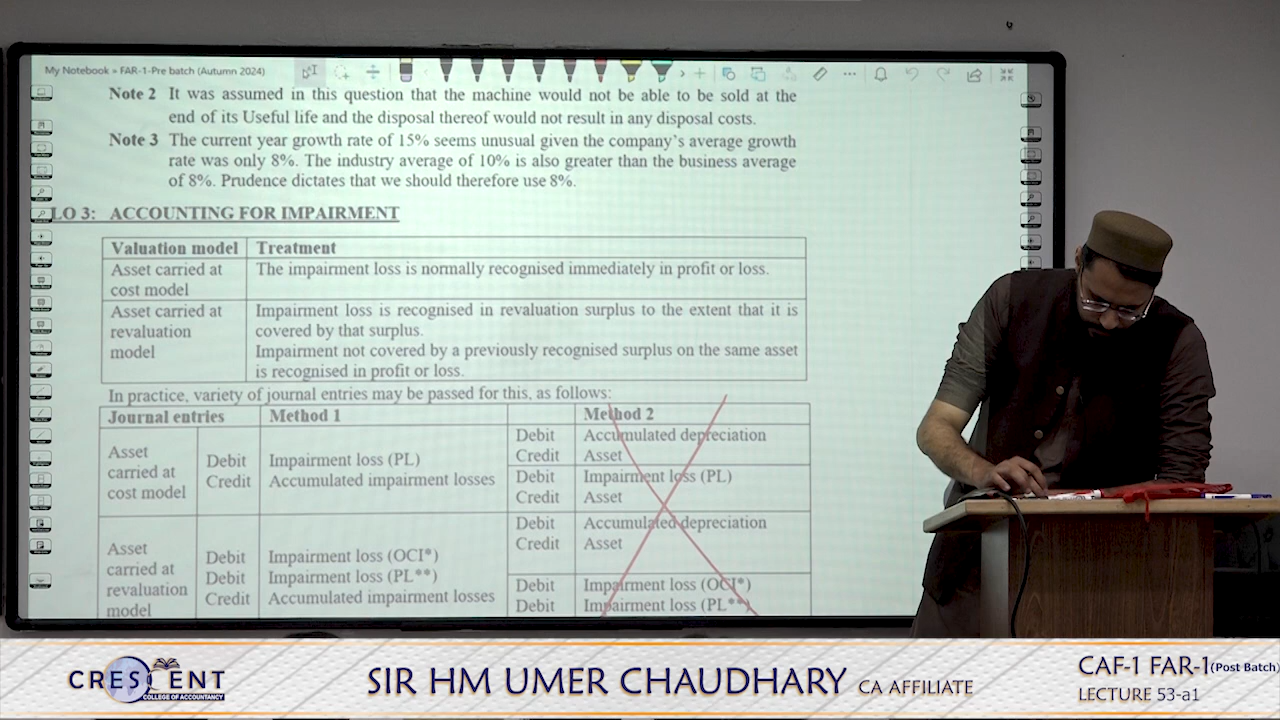 My Notebook » FAR-1-Pre batch (Autumn 2024)
Note 2 It was assumed in this question that the machine would not be able to be sold at the
end of its Useful life and the disposal thereof would not result in any disposal costs.
Note 3 The current year growth rate of 15% seems unusual given the company's average growth
rate was only 8%. The industry average of 10% is also greater than the business average
of 8%. Prudence dictates that we should therefore use 8%.
LO 3: ACCOUNTING FOR IMPAIRMENT
Valuation model Treatment
Asset carried at The impairment loss is normally recognised immediately in profit or loss.
cost model
Asset carried at Impairment loss is recognised in revaluation surplus to the extent that it is
revaluation covered by that surplus.
model Impairment not covered by a previously recognised surplus on the same asset
is recognised in profit or loss.
In practice, variety of journal entries may be passed for this, as follows:
Journal entries Method 1 Method 2
Asset carried at cost model
Debit Impairment loss (PL)
Credit Accumulated impairment losses
Debit Accumulated depreciation
Credit Asset
Debit Impairment loss (PL)
Credit Asset
Asset carried at revaluation model
Debit Impairment loss (OCI*)
Debit Impairment loss (PL**)
Credit Accumulated impairment losses
Debit Accumulated depreciation
Credit Asset
Debit Impairment loss (OCI*)
Debit Impairment loss (PL**)
CRESCENT
COLLEGE OF ACCOUNTANCY
SIR HM UMER CHAUDHARY CA AFFILIATE
CAF-1 FAR-1(Post Batch)
LECTURE 53-a1